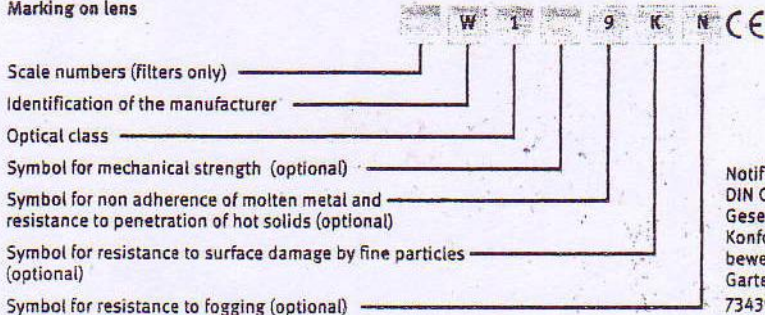 Marking on lens
W 1 - 9 K N CE
Scale numbers (filters only)
Identification of the manufacturer
Optical class
Symbol for mechanical strength (optional)
Symbol for non adherence of molten metal and
resistance to penetration of hot solids (optional)
Symbol for resistance to surface damage by fine particles
(optional)
Symbol for resistance to fogging (optional)
Notif
DIN C
Gesel
Konfo
bewe
Garte
7343